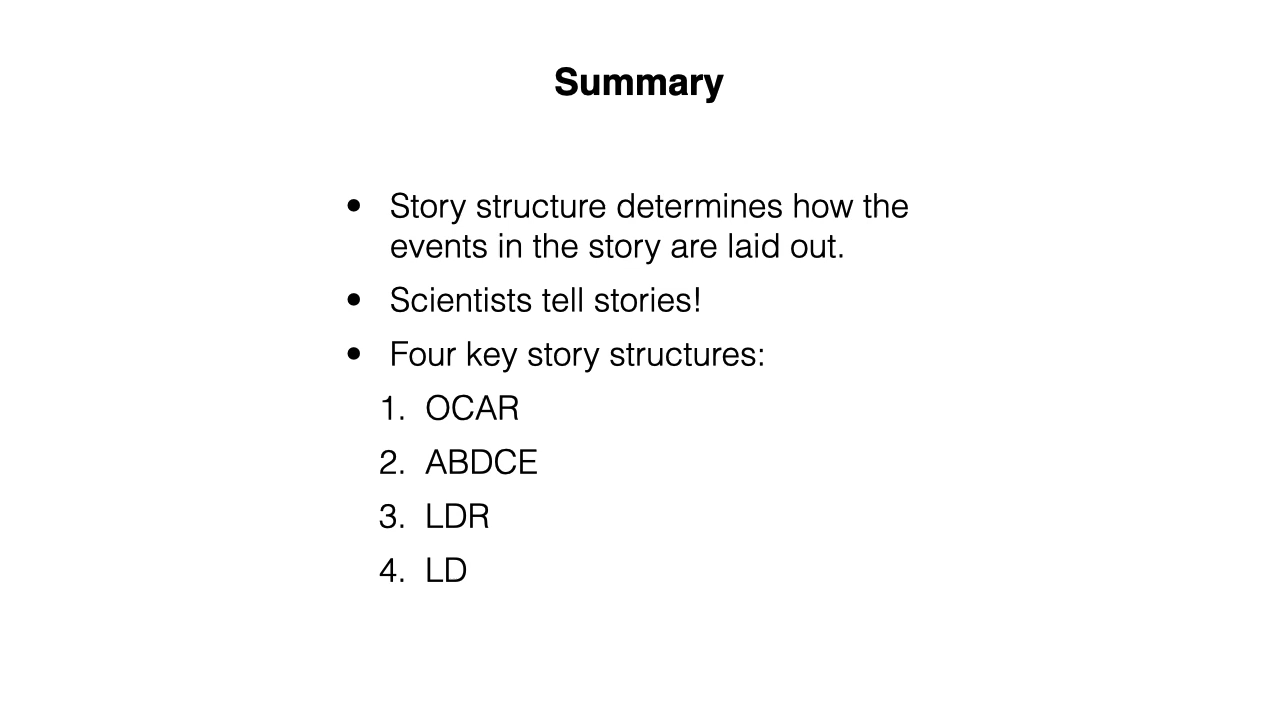 Summary
• Story structure determines how the
events in the story are laid out.
• Scientists tell stories!
• Four key story structures:
1. OCAR
2. ABDCE
3. LDR
4. LD